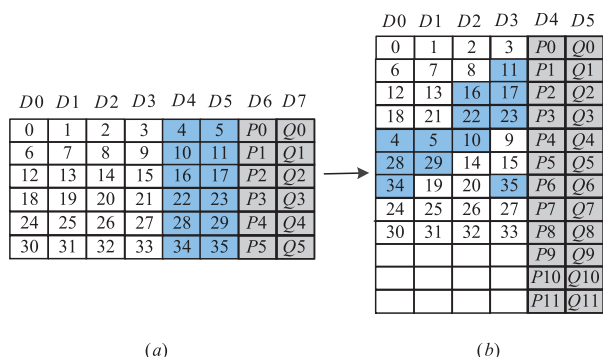 D0 D1 D2 D3 D4 D5 D6 D7
0 1 2 3 4 5 P0 Q0
6 7 8 9 10 11 P1 Q1
12 13 14 15 16 17 P2 Q2
18 19 20 21 22 23 P3 Q3
24 25 26 27 28 29 P4 Q4
30 31 32 33 34 35 P5 Q5
(a)
D0 D1 D2 D3 D4 D5
0 1 2 3 P0 Q0
6 7 8 11 P1 Q1
12 13 16 17 P2 Q2
18 21 22 23 P3 Q3
4 5 10 9 P4 Q4
28 29 14 15 P5 Q5
34 19 20 35 P6 Q6
24 25 26 27 P7 Q7
30 31 32 33 P8 Q8
P9 Q9
P10 Q10
P11 Q11
(b)